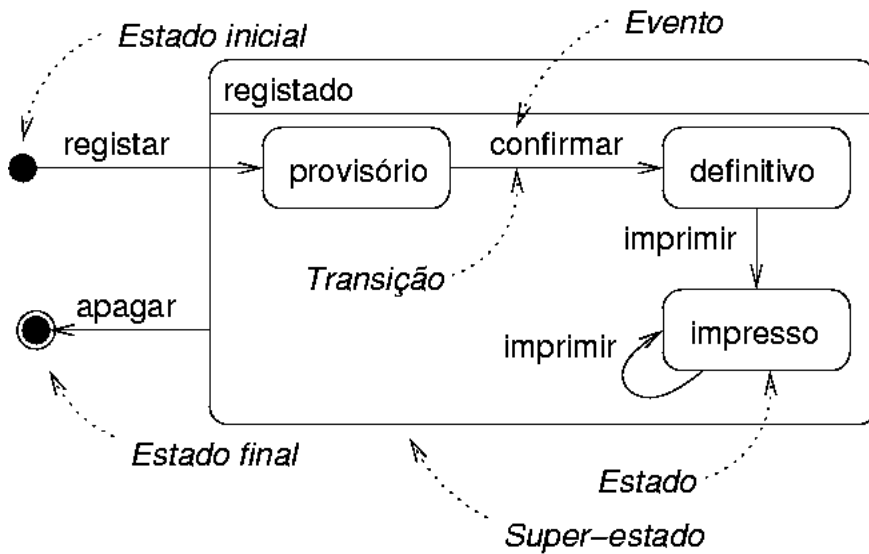 Estado inicial
Evento
registado
registar
confirmar
provisório
definitivo
imprimir
Transição
apagar
imprimir
impresso
Estado final
Estado
Super-estado